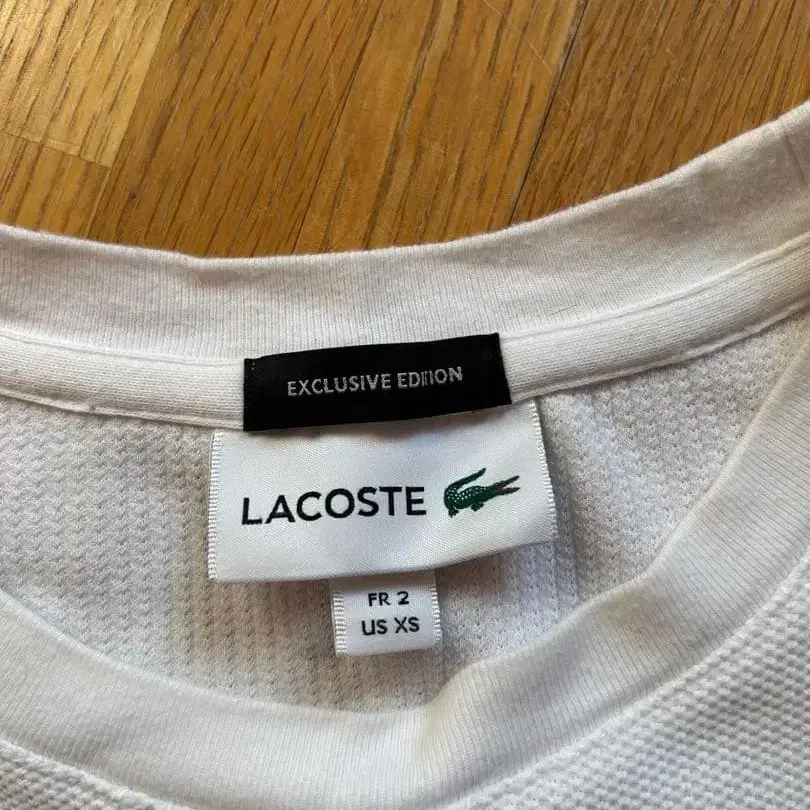 EXCLUSIVE EDITION
LACOSTE
FR 2
US XS